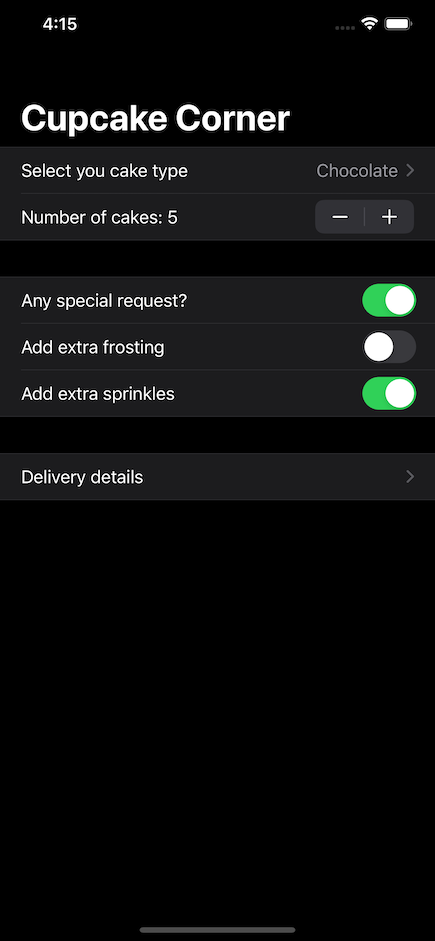 4:15
Cupcake Corner
Select you cake type Chocolate
Number of cakes: 5
Any special request?
Add extra frosting
Add extra sprinkles
Delivery details